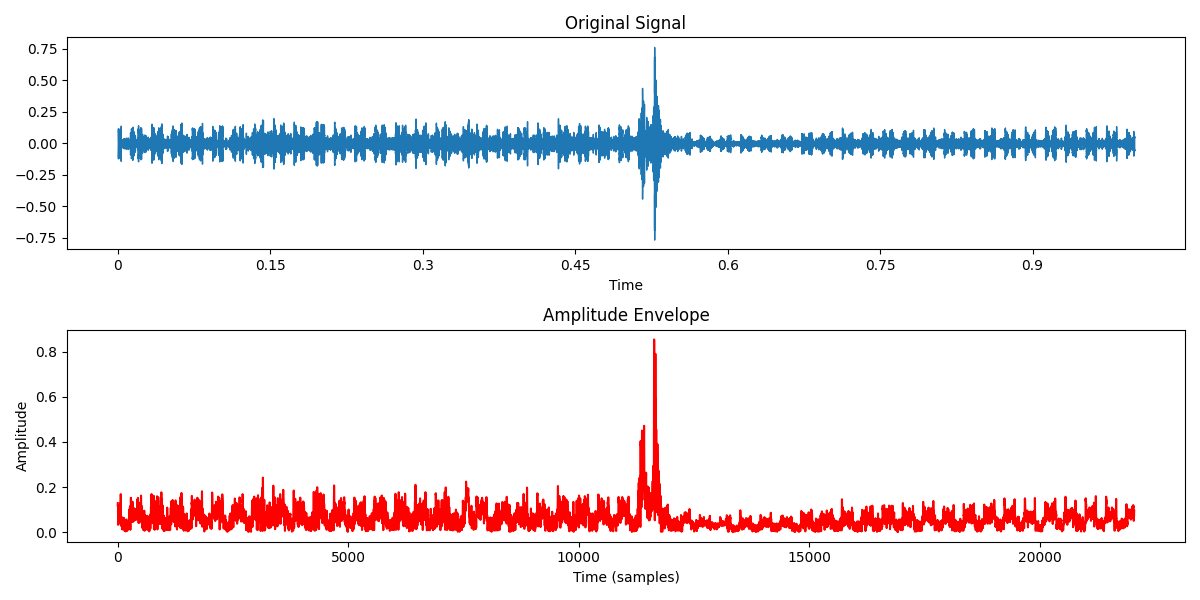 Original Signal
0.75
0.50
0.25
0.00
−0.25
−0.50
−0.75
0 0.15 0.3 0.45 0.6 0.75 0.9
Time
Amplitude Envelope
Amplitude
0.8
0.6
0.4
0.2
0.0
0 5000 10000 15000 20000
Time (samples)